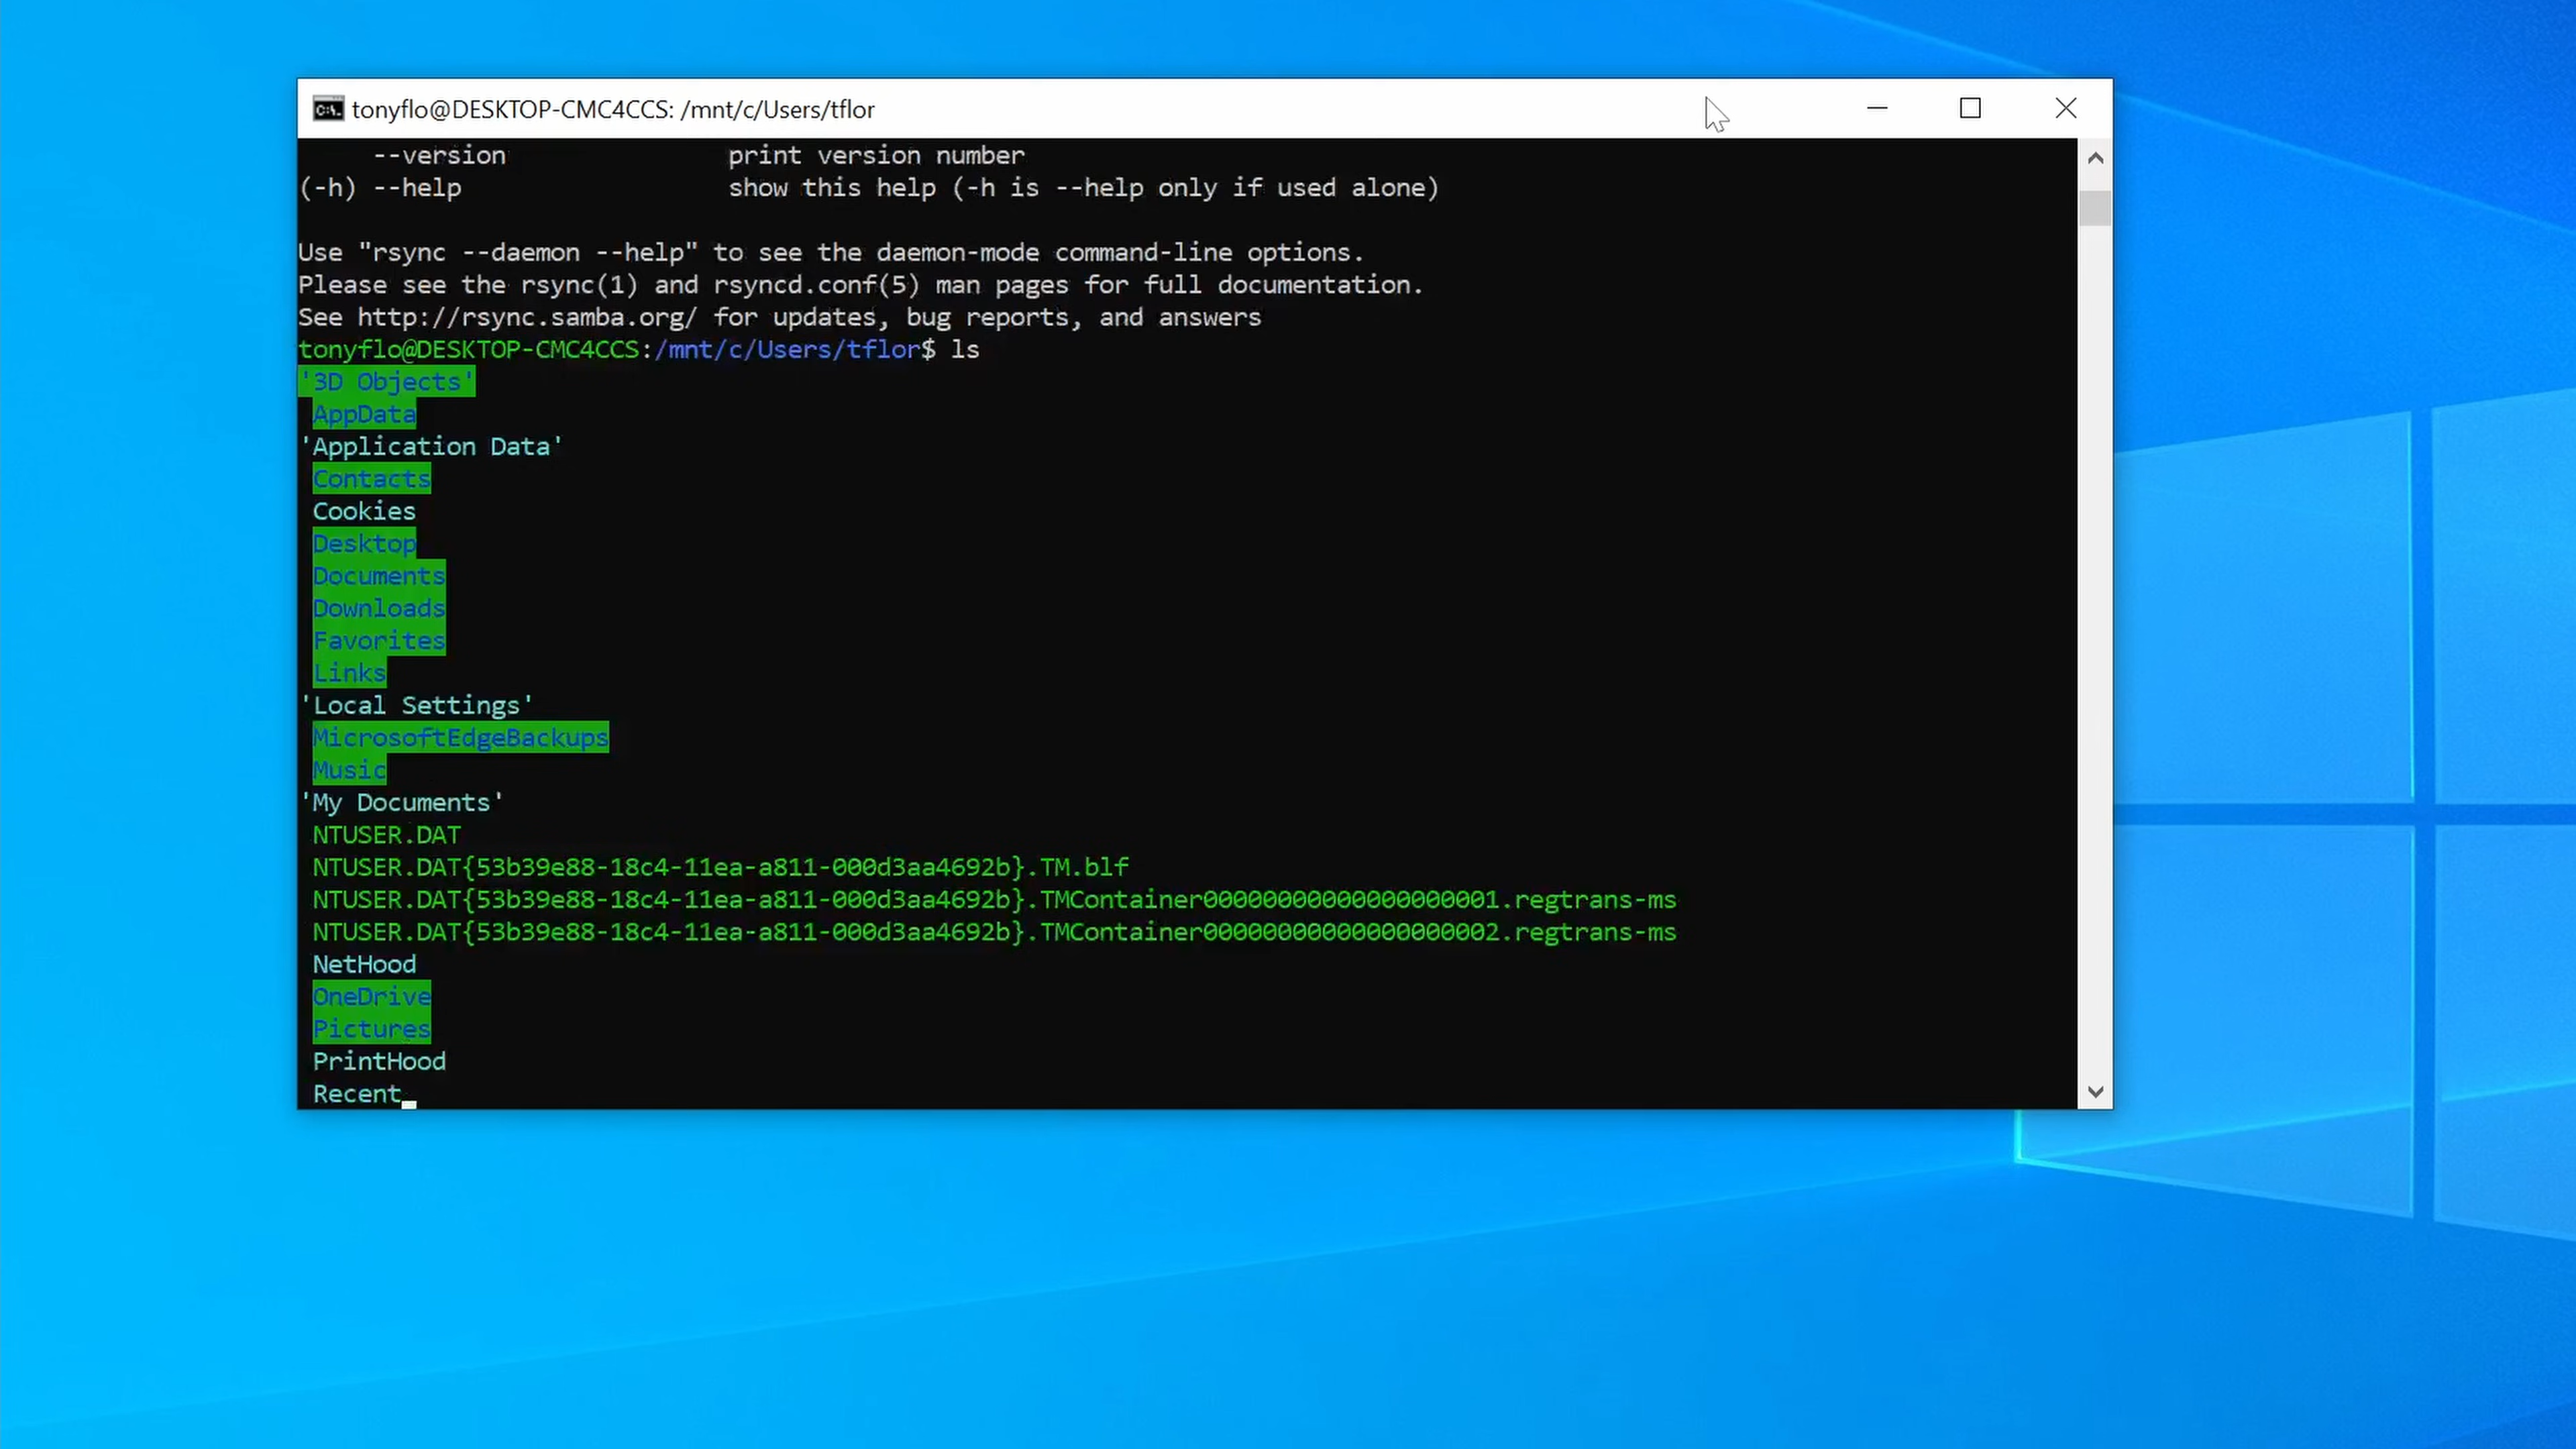 tonyflo@DESKTOP-CMC4CCS: /mnt/c/Users/tflor
--version print version number
(-h) --help show this help (-h is --help only if used alone)
Use "rsync --daemon --help" to see the daemon-mode command-line options.
Please see the rsync(1) and rsyncd.conf(5) man pages for full documentation.
See http://rsync.samba.org/ for updates, bug reports, and answers
tonyflo@DESKTOP-CMC4CCS:/mnt/c/Users/tflor$ ls
'3D Objects'
AppData
'Application Data'
Contacts
Cookies
Desktop
Documents
Downloads
Favorites
Links
'Local Settings'
MicrosoftEdgeBackups
Music
'My Documents'
NTUSER.DAT
NTUSER.DAT{53b39e88-18c4-11ea-a811-000d3aa4692b}.TM.blf
NTUSER.DAT{53b39e88-18c4-11ea-a811-000d3aa4692b}.TMContainer00000000000000000001.regtrans-ms
NTUSER.DAT{53b39e88-18c4-11ea-a811-000d3aa4692b}.TMContainer00000000000000000002.regtrans-ms
NetHood
OneDrive
Pictures
PrintHood
Recent